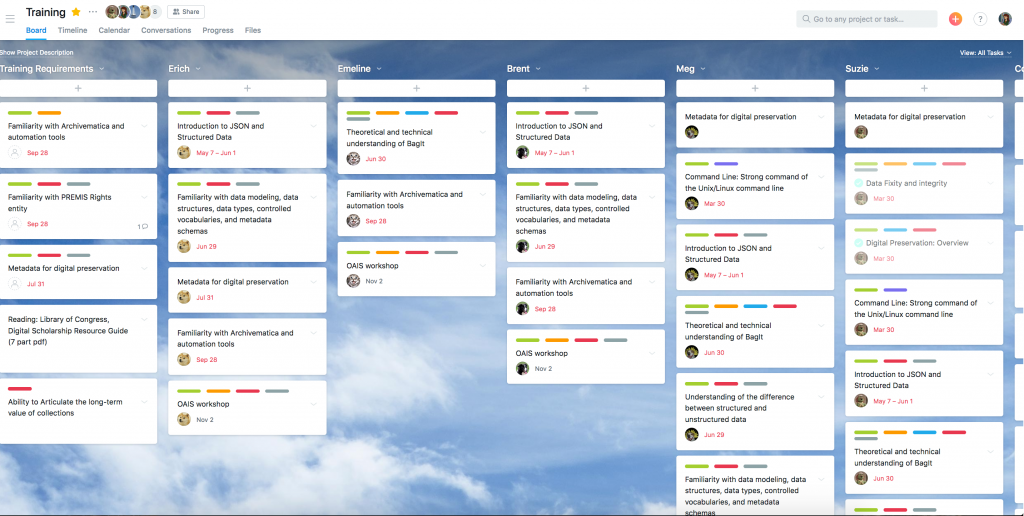 Training
8
Share
Go to any project or task...
+
?
Board
Timeline
Calendar
Conversations
Progress
Files
Show Project Description
View: All Tasks
Training Requirements
+
Familiarity with Archivematica and
automation tools
Sep 28
Familiarity with PREMIS Rights
entity
Sep 28
1
Metadata for digital preservation
Jul 31
Reading: Library of Congress,
Digital Scholarship Resource Guide
(7 part pdf)
Ability to Articulate the long-term
value of collections
Erich
+
Introduction to JSON and
Structured Data
May 7 – Jun 1
Familiarity with data modeling, data
structures, data types, controlled
vocabularies, and metadata
schemas
Jun 29
Metadata for digital preservation
Jul 31
Familiarity with Archivematica and
automation tools
Sep 28
OAIS workshop
Nov 2
Emeline
+
Theoretical and technical
understanding of BagIt
Jun 30
Familiarity with Archivematica and
automation tools
Sep 28
OAIS workshop
Nov 2
Brent
+
Introduction to JSON and
Structured Data
May 7 – Jun 1
Familiarity with data modeling, data
structures, data types, controlled
vocabularies, and metadata
schemas
Jun 29
Familiarity with Archivematica and
automation tools
Sep 28
OAIS workshop
Nov 2
Meg
+
Metadata for digital preservation
Command Line: Strong command of
the Unix/Linux command line
Mar 30
Introduction to JSON and
Structured Data
May 7 – Jun 1
Theoretical and technical
understanding of BagIt
Jun 30
Understanding of the difference
between structured and
unstructured data
Jun 29
Familiarity with data modeling, data
structures, data types, controlled
vocabularies, and metadata
schemas
Suzie
+
Metadata for digital preservation
Data Fixity and integrity
Mar 30
Digital Preservation: Overview
Mar 30
Command Line: Strong command of
the Unix/Linux command line
Mar 30
Introduction to JSON and
Structured Data
May 7 – Jun 1
Theoretical and technical
understanding of BagIt
Jun 30